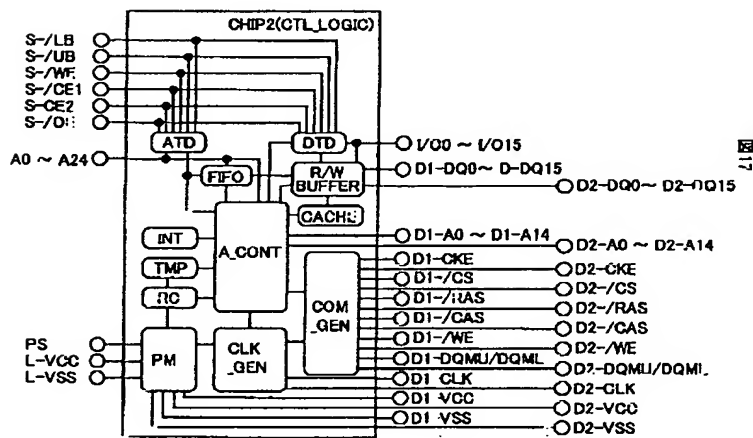 CHIP2(CTL_LOGIC)
S-/LB
S-/UB
S-/WE
S-/CE1
S-CE2
S-/OE
A0 ~ A24
ATD
DTD
FIFO
R/W
BUFFER
CACHE
I/O0 ~ I/O15
D1-DQ0~ D-DQ15
D2-DQ0~ D2-DQ15
図17
INT
TMP
RC
A_CONT
COM
_GEN
CLK
_GEN
PM
PS
L-VCC
L-VSS
D1-A0 ~ D1-A14
D2-A0 ~ D2-A14
D1-CKE
D2-CKE
D1-/CS
D2-/CS
D1-/RAS
D2-/RAS
D1-/CAS
D2-/CAS
D1-/WE
D2-/WE
D1-DQMU/DQML
D2-DQMU/DQML
D1-CLK
D2-CLK
D1-VCC
D2-VCC
D1-VSS
D2-VSS